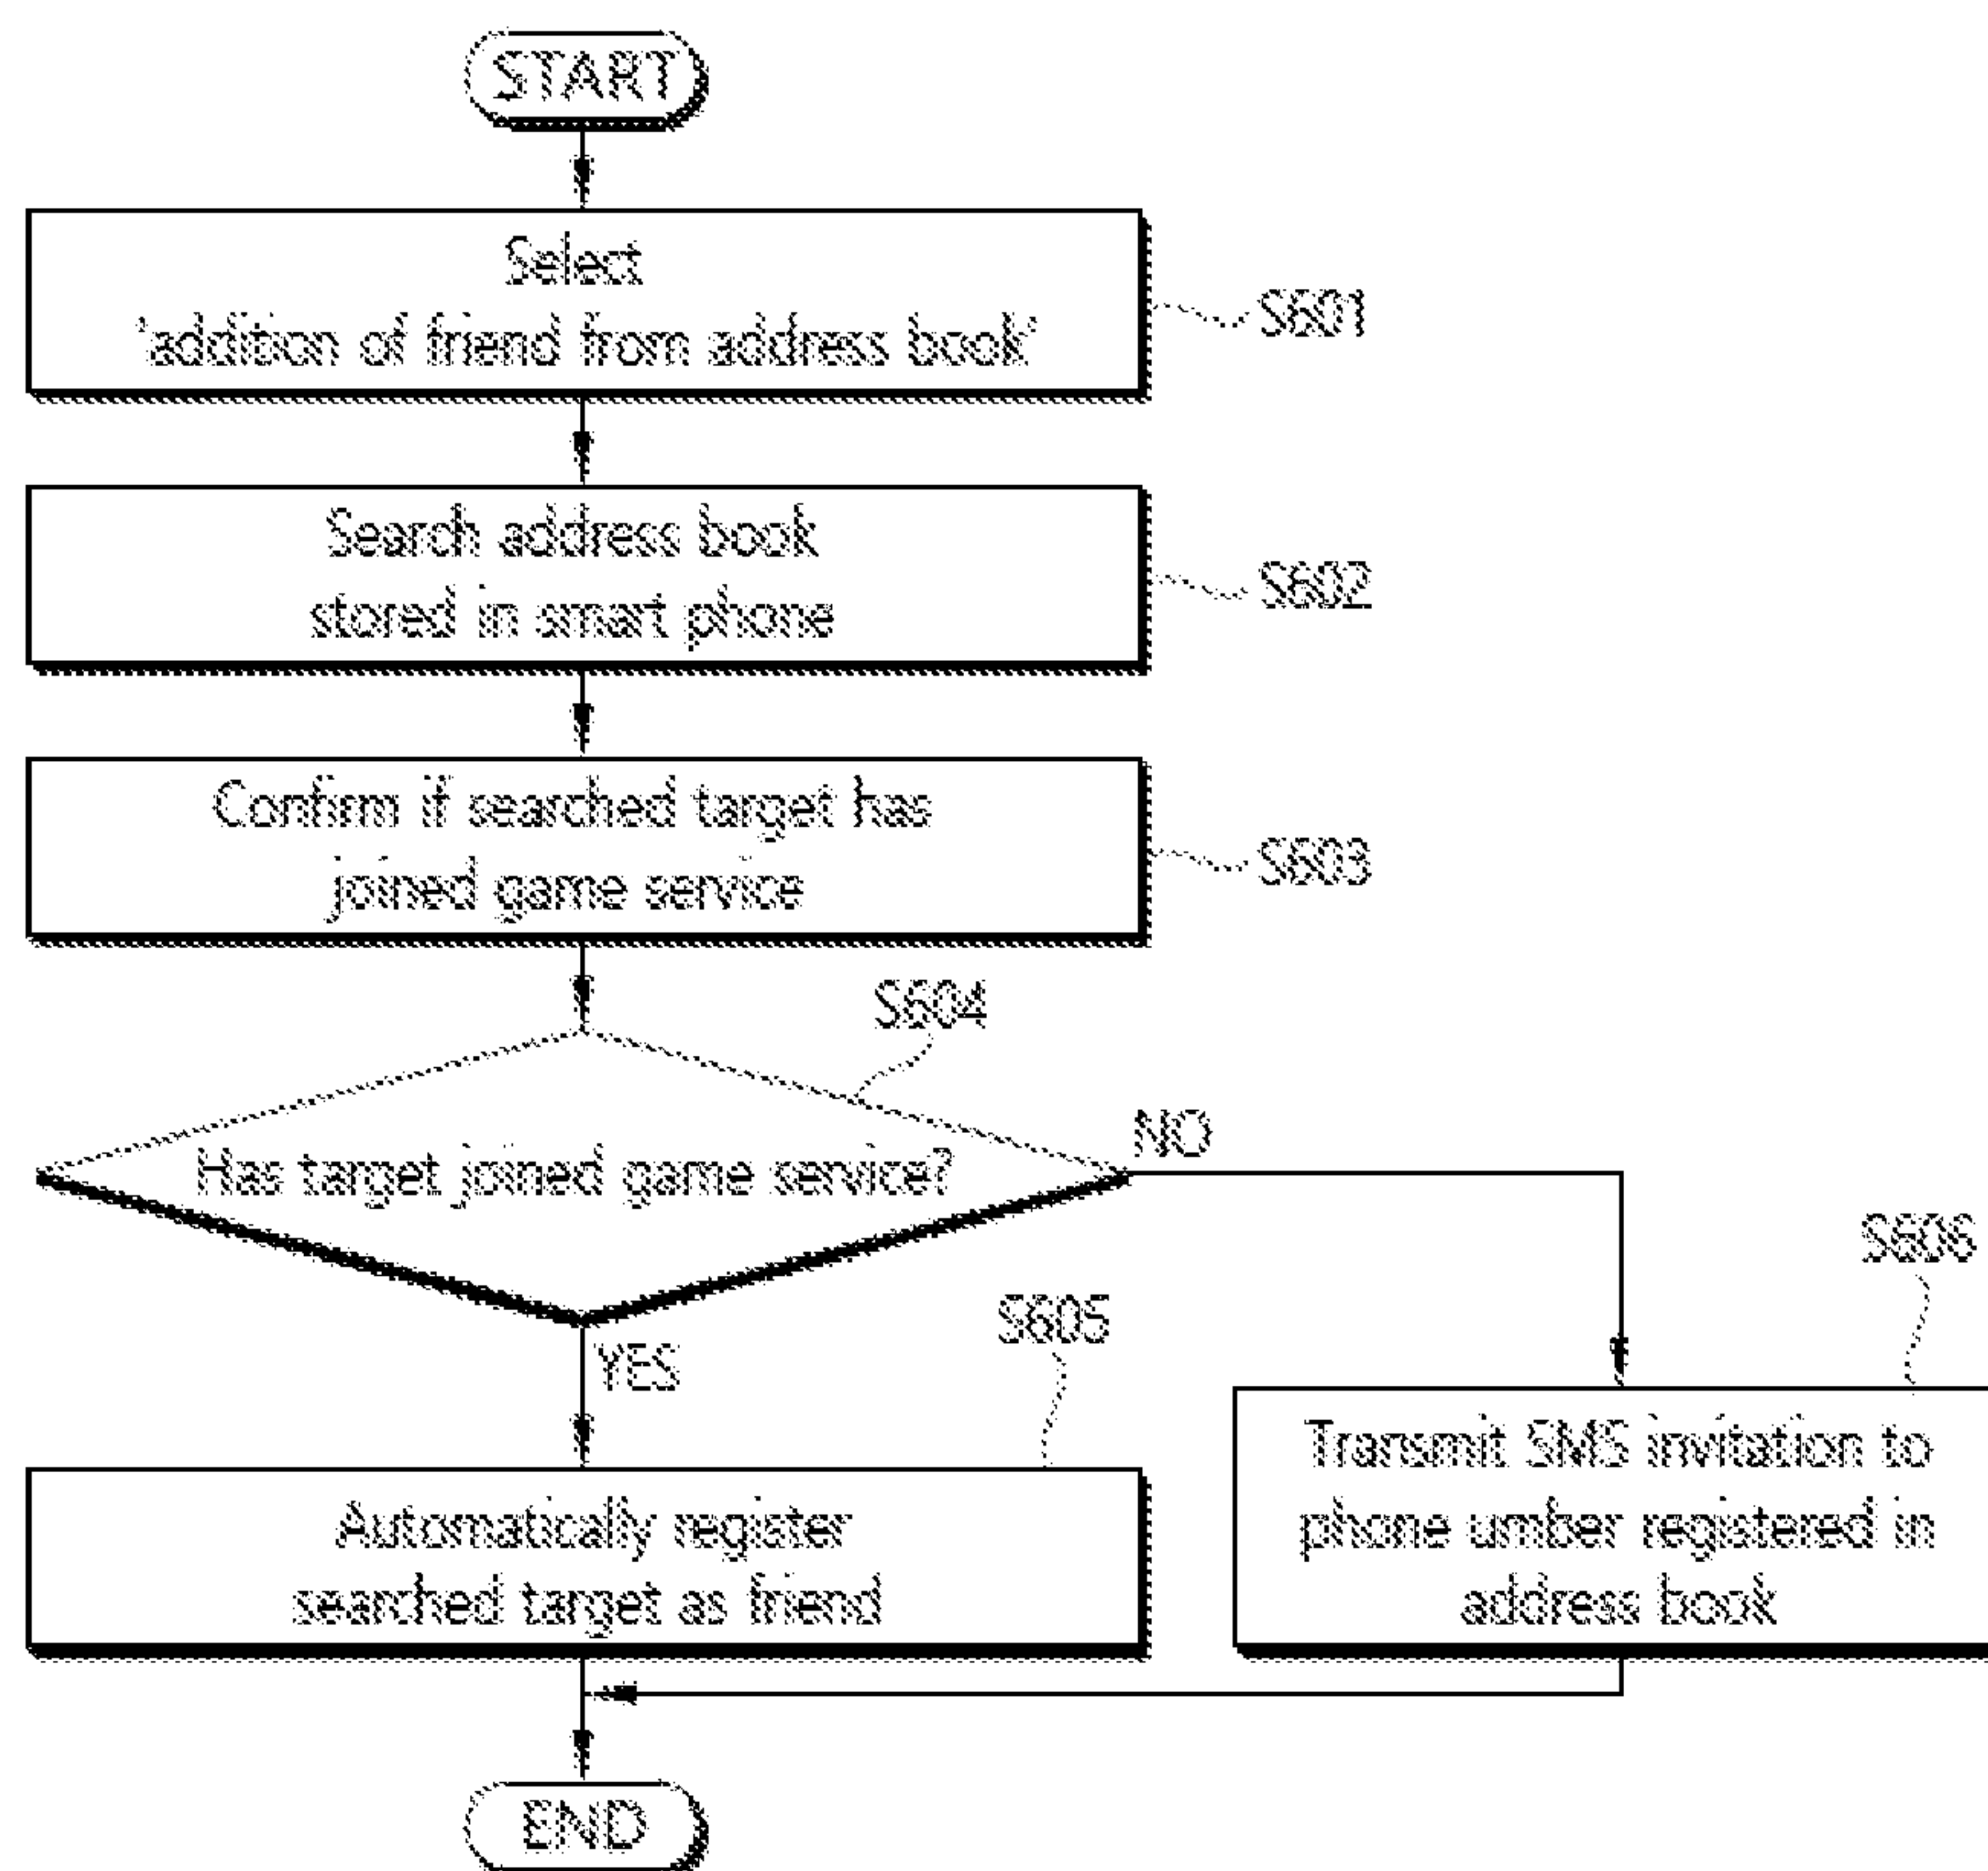 START
Select
'addition of friend from address book'
S601
Search address book
stored in smart phone
S602
Confirm if searched target has
joined game service
S603
S604
Has target joined game service?
NO
YES
S605
Automatically register
searched target as friend
S606
Transmit SMS invitation to
phone umber registered in
address book
END